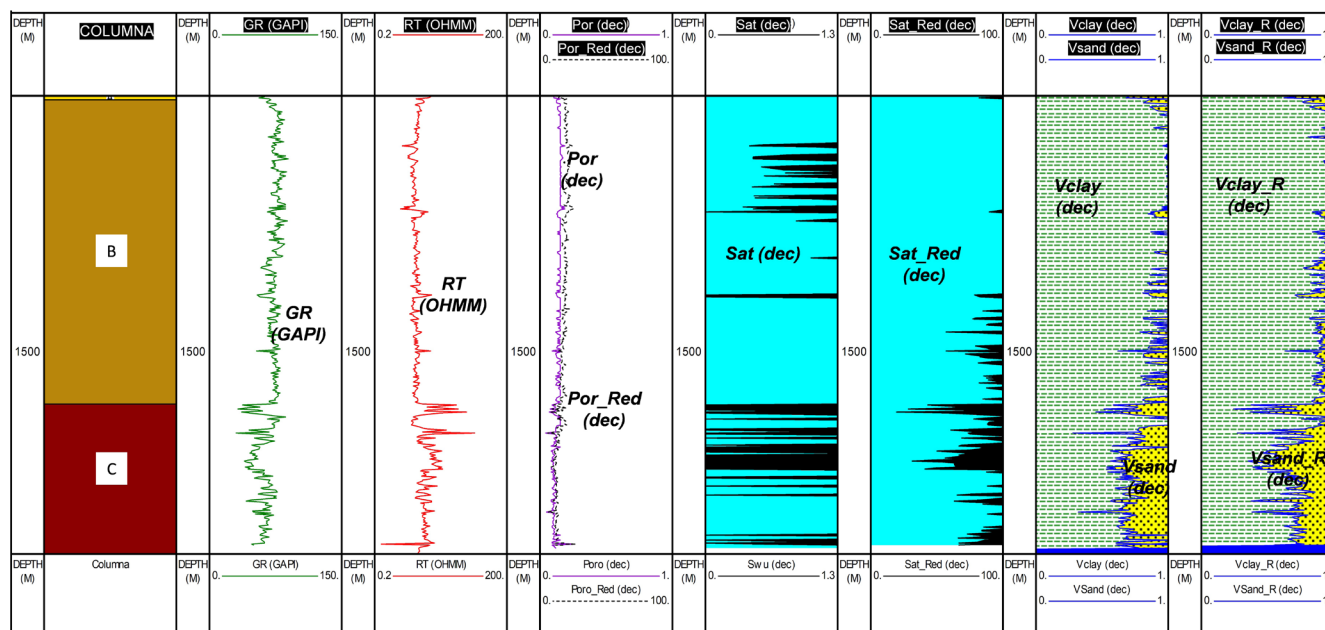 DEPTH (M) COLUMNA DEPTH (M) GR (GAPI) DEPTH (M) RT (OHMM) DEPTH (M) Por (dec) DEPTH (M) Sat (dec) DEPTH (M) Sat_Red (dec) DEPTH (M) Vclay (dec) DEPTH (M) Vclay_R (dec)
0. 150. 0.2 200. 0. 1. 0. 1.3 0. 100. 0. 1. 0. 1
Por_Red (dec) Vsand (dec) Vsand_R (dec)
0. 100. 0. 1. 0. 1
Por
(dec)
Vclay
(dec)
Vclay_R
(dec)
B
Sat (dec)
Sat_Red
(dec)
RT
(OHMM)
GR
(GAPI)
1500 1500 1500 1500 1500 1500 1500 1500
Por_Red
(dec)
C
Vsand
(dec)
Vsand_R
(dec)
DEPTH (M) Columna DEPTH (M) GR (GAPI) DEPTH (M) RT (OHMM) DEPTH (M) Poro (dec) DEPTH (M) Swu (dec) DEPTH (M) Sat_Red (dec) DEPTH (M) Vclay (dec) DEPTH (M) Vclay_R (dec)
0. 150. 0.2 200. 0. 1. 0. 1.3 0. 100. 0. 1. 0. 1
Poro_Red (dec) VSand (dec) VSand_R (dec)
0. 100. 0. 1. 0. 1